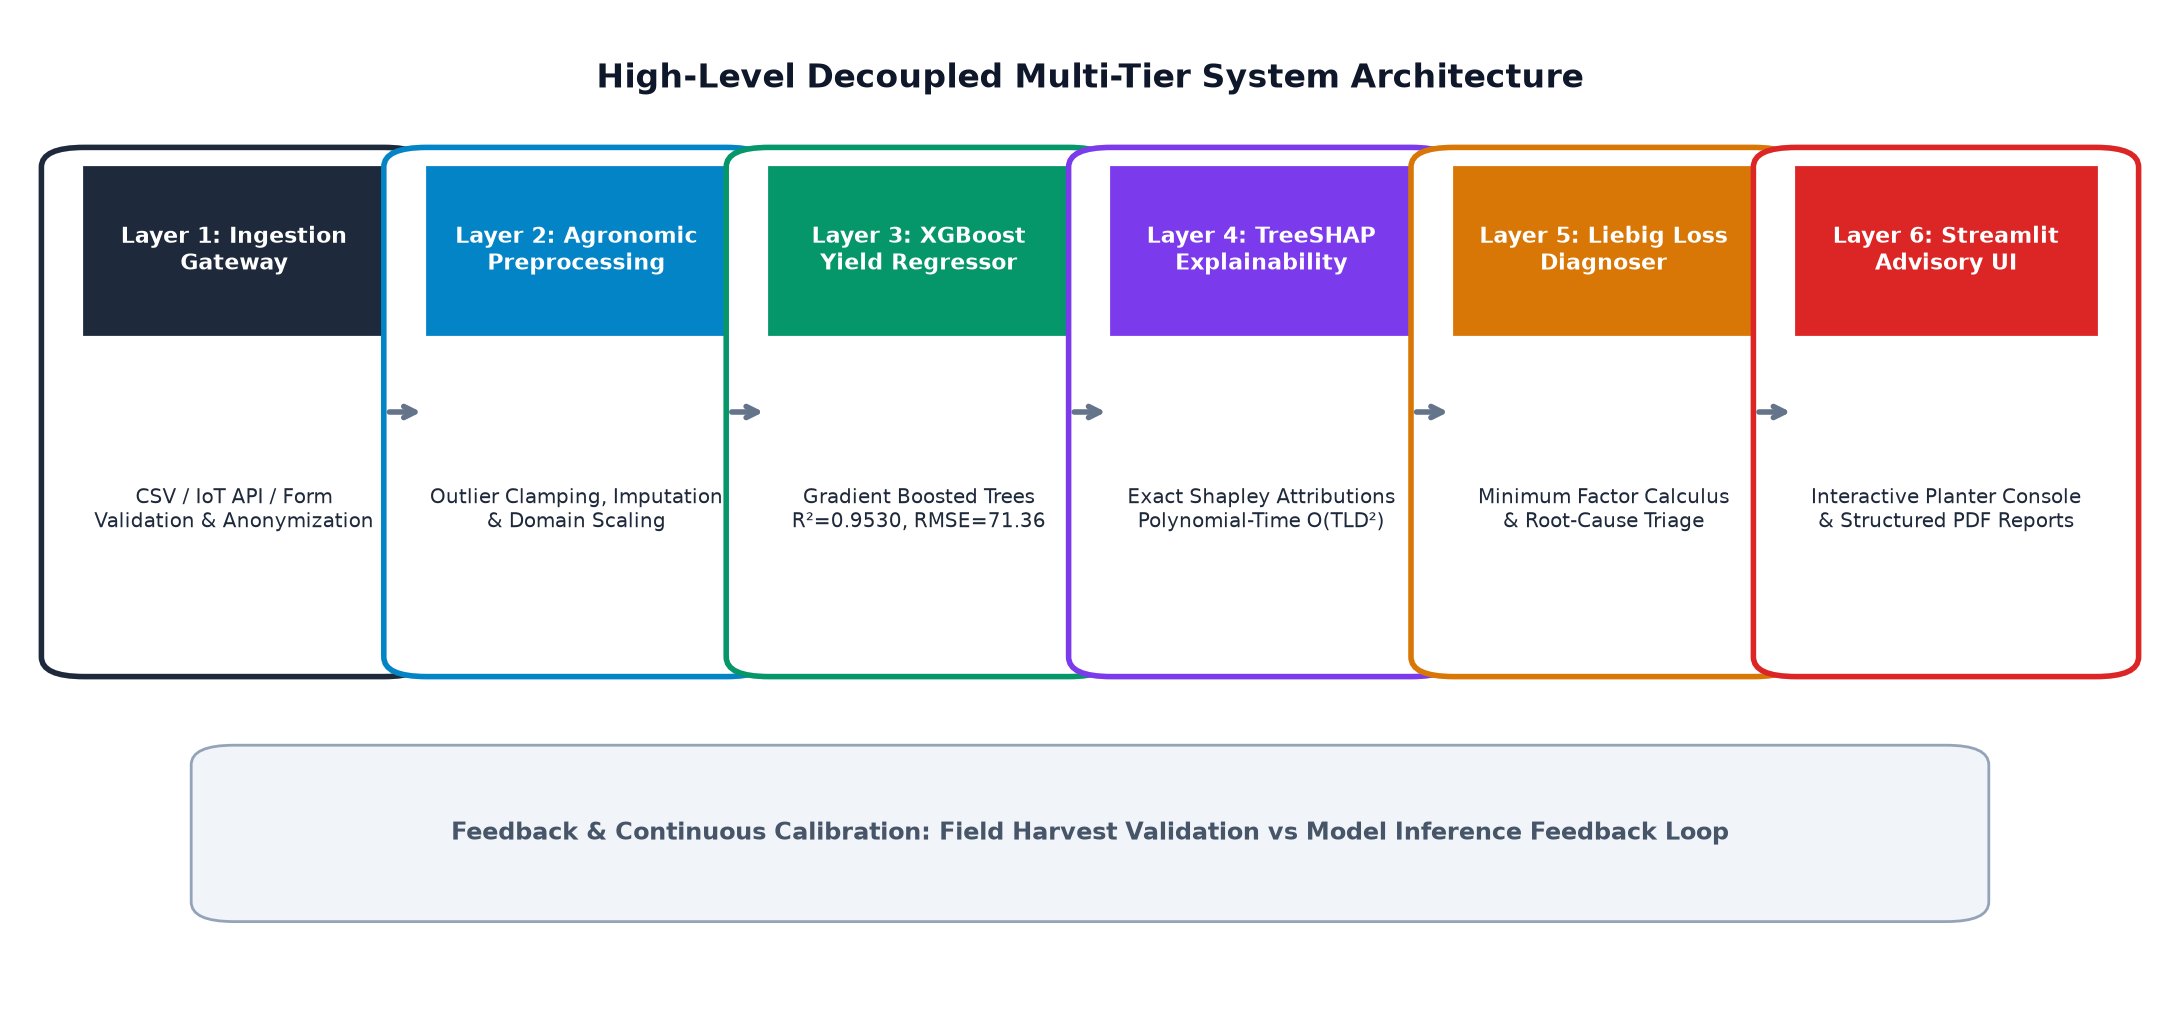 High-Level Decoupled Multi-Tier System Architecture
Layer 1: Ingestion
Gateway
CSV / IoT API / Form
Validation & Anonymization
Layer 2: Agronomic
Preprocessing
Outlier Clamping, Imputation
& Domain Scaling
Layer 3: XGBoost
Yield Regressor
Gradient Boosted Trees
R²=0.9530, RMSE=71.36
Layer 4: TreeSHAP
Explainability
Exact Shapley Attributions
Polynomial-Time O(TLD²)
Layer 5: Liebig Loss
Diagnoser
Minimum Factor Calculus
& Root-Cause Triage
Layer 6: Streamlit
Advisory UI
Interactive Planter Console
& Structured PDF Reports
Feedback & Continuous Calibration: Field Harvest Validation vs Model Inference Feedback Loop